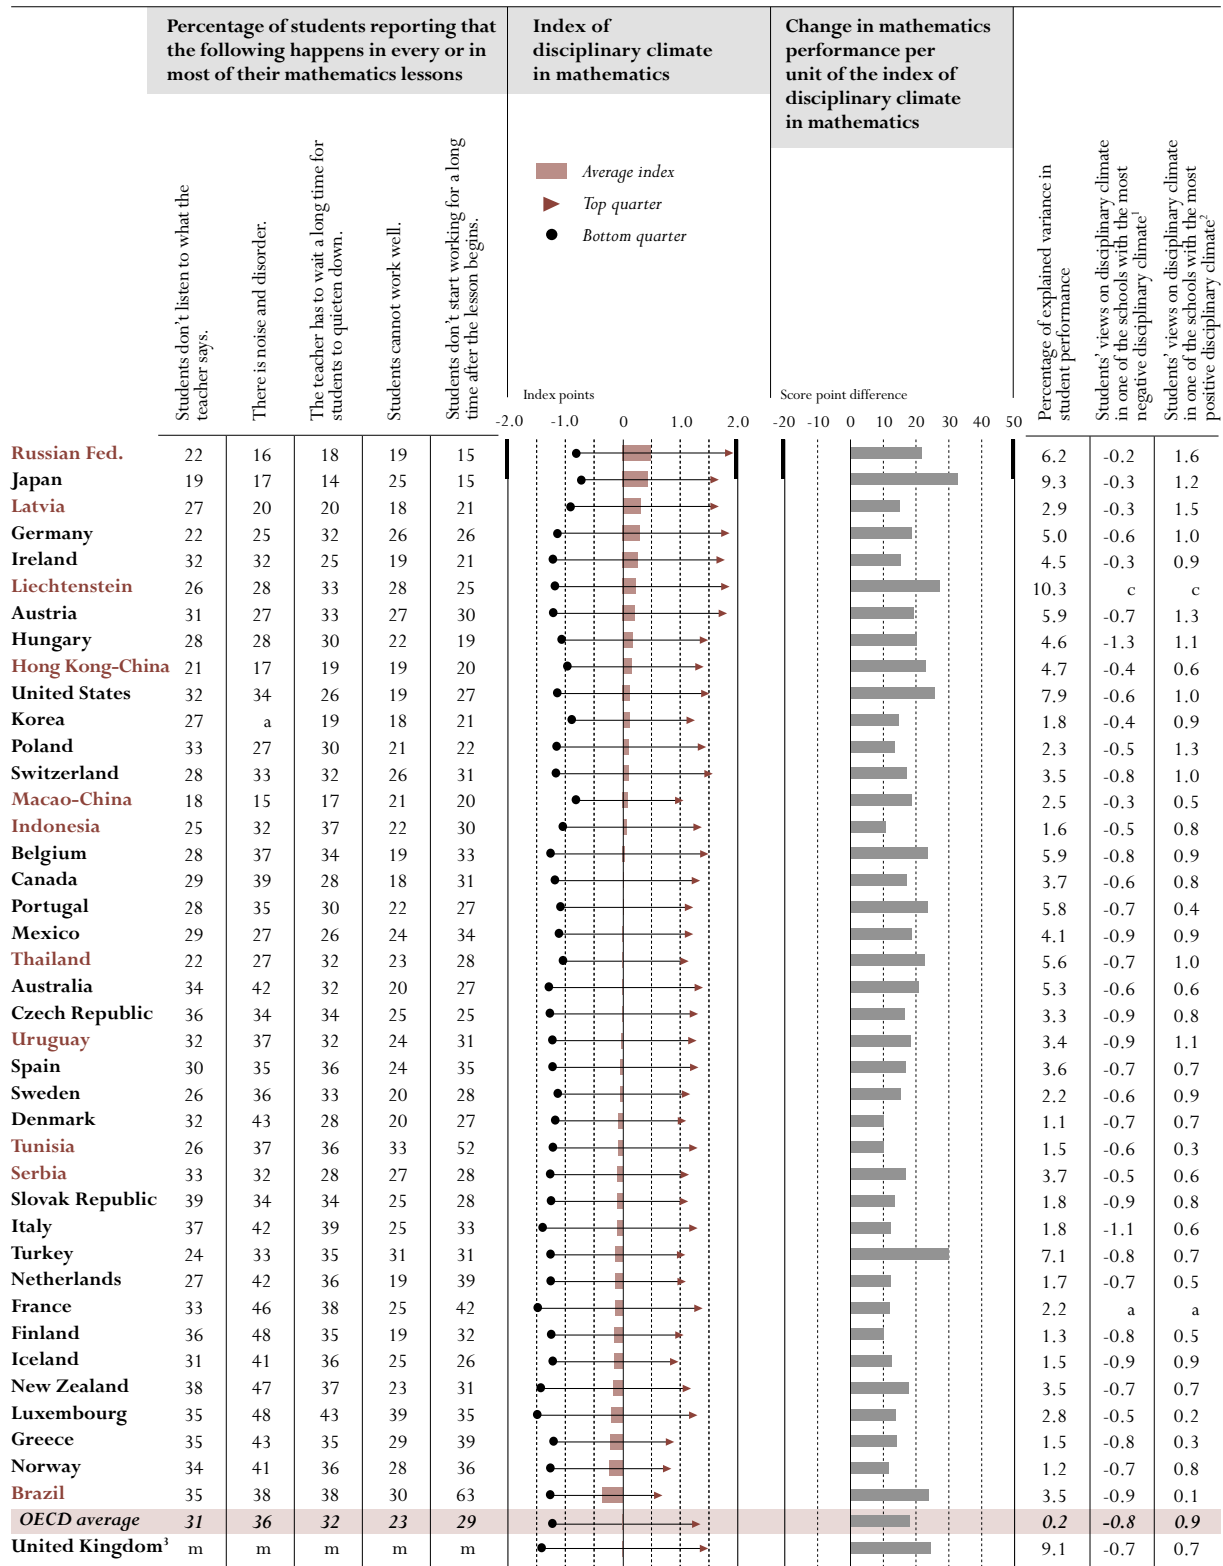 Percentage of students reporting that
the following happens in every or in
most of their mathematics lessons
Index of
disciplinary climate
in mathematics
Change in mathematics
performance per
unit of the index of
disciplinary climate
in mathematics
Students don't listen to what the
teacher says.
There is noise and disorder.
The teacher has to wait a long time for
students to quieten down.
Students cannot work well.
Students don't start working for a long
time after the lesson begins.
Average index
Top quarter
Bottom quarter
Percentage of explained variance in
student performance
Students' views on disciplinary climate
in one of the schools with the most
negative disciplinary climate1
Students' views on disciplinary climate
in one of the schools with the most
positive disciplinary climate2
Index points
Score point difference
-2.0 -1.0 0 1.0 2.0 -20 -10 0 10 20 30 40 50
Russian Fed. 22 16 18 19 15 6.2 -0.2 1.6
Japan 19 17 14 25 15 9.3 -0.3 1.2
Latvia 27 20 20 18 21 2.9 -0.3 1.5
Germany 22 25 32 26 26 5.0 -0.6 1.0
Ireland 32 32 25 19 21 4.5 -0.3 0.9
Liechtenstein 26 28 33 28 25 10.3 c c
Austria 31 27 33 27 30 5.9 -0.7 1.3
Hungary 28 28 30 22 19 4.6 -1.3 1.1
Hong Kong-China 21 17 19 19 20 4.7 -0.4 0.6
United States 32 34 26 19 27 7.9 -0.6 1.0
Korea 27 a 19 18 21 1.8 -0.4 0.9
Poland 33 27 30 21 22 2.3 -0.5 1.3
Switzerland 28 33 32 26 31 3.5 -0.8 1.0
Macao-China 18 15 17 21 20 2.5 -0.3 0.5
Indonesia 25 32 37 22 30 1.6 -0.5 0.8
Belgium 28 37 34 19 33 5.9 -0.8 0.9
Canada 29 39 28 18 31 3.7 -0.6 0.8
Portugal 28 35 30 22 27 5.8 -0.7 0.4
Mexico 29 27 26 24 34 4.1 -0.9 0.9
Thailand 22 27 32 23 28 5.6 -0.7 1.0
Australia 34 42 32 20 27 5.3 -0.6 0.6
Czech Republic 36 34 34 25 25 3.3 -0.9 0.8
Uruguay 32 37 32 24 31 3.4 -0.9 1.1
Spain 30 35 36 24 35 3.6 -0.7 0.7
Sweden 26 36 33 20 28 2.2 -0.6 0.9
Denmark 32 43 28 20 27 1.1 -0.7 0.7
Tunisia 26 37 36 33 52 1.5 -0.6 0.3
Serbia 33 32 28 27 28 3.7 -0.5 0.6
Slovak Republic 39 34 34 25 28 1.8 -0.9 0.8
Italy 37 42 39 25 33 1.8 -1.1 0.6
Turkey 24 33 35 31 31 7.1 -0.8 0.7
Netherlands 27 42 36 19 39 1.7 -0.7 0.5
France 33 46 38 25 42 2.2 a a
Finland 36 48 35 19 32 1.3 -0.8 0.5
Iceland 31 41 36 25 26 1.5 -0.9 0.9
New Zealand 38 47 37 23 31 3.5 -0.7 0.7
Luxembourg 35 48 43 39 35 2.8 -0.5 0.2
Greece 35 43 35 29 39 1.5 -0.8 0.3
Norway 34 41 36 28 36 1.2 -0.7 0.8
Brazil 35 38 38 30 63 3.5 -0.9 0.1
OECD average 31 36 32 23 29 0.2 -0.8 0.9
United Kingdom3 m m m m m 9.1 -0.7 0.7